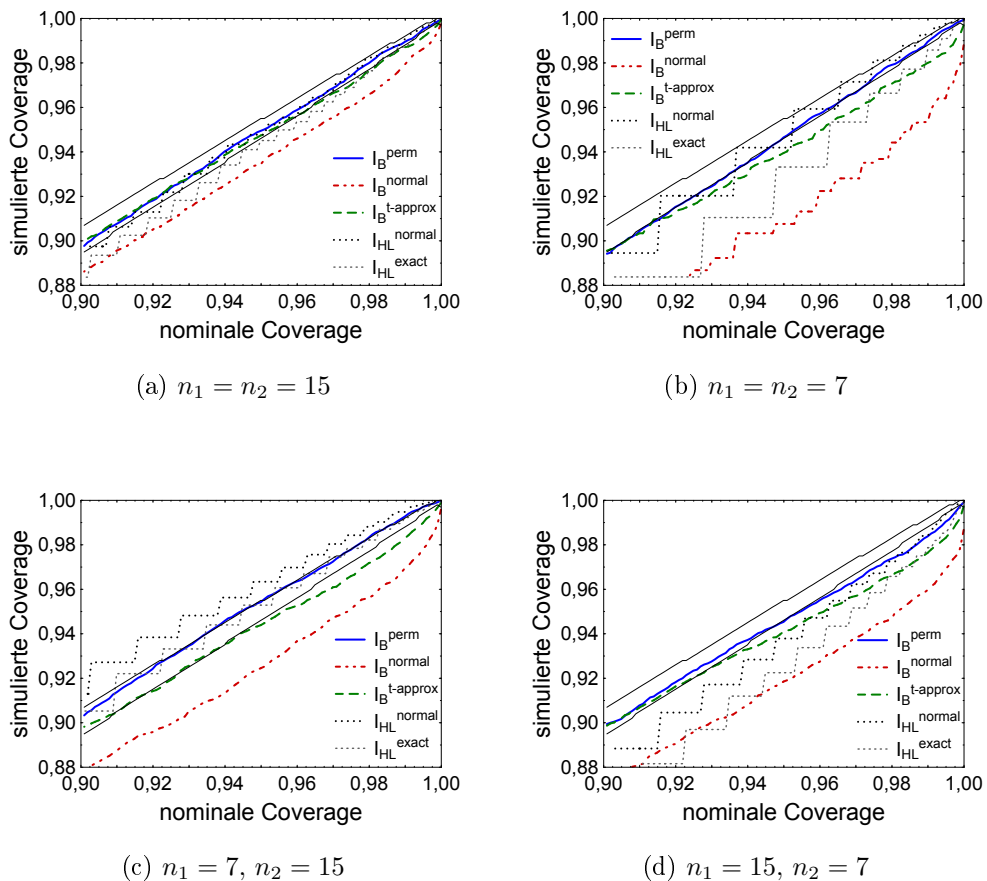 simulierte Coverage
1,00
0,98
0,96
0,94
0,92
0,90
0,88
I_B^perm
I_B^normal
I_B^t-approx
I_HL^normal
I_HL^exact
0,90 0,92 0,94 0,96 0,98 1,00
nominale Coverage
(a) n₁ = n₂ = 15
simulierte Coverage
1,00
0,98
0,96
0,94
0,92
0,90
0,88
I_B^perm
I_B^normal
I_B^t-approx
I_HL^normal
I_HL^exact
0,90 0,92 0,94 0,96 0,98 1,00
nominale Coverage
(b) n₁ = n₂ = 7
simulierte Coverage
1,00
0,98
0,96
0,94
0,92
0,90
0,88
I_B^perm
I_B^normal
I_B^t-approx
I_HL^normal
I_HL^exact
0,90 0,92 0,94 0,96 0,98 1,00
nominale Coverage
(c) n₁ = 7, n₂ = 15
simulierte Coverage
1,00
0,98
0,96
0,94
0,92
0,90
0,88
I_B^perm
I_B^normal
I_B^t-approx
I_HL^normal
I_HL^exact
0,90 0,92 0,94 0,96 0,98 1,00
nominale Coverage
(d) n₁ = 15, n₂ = 7